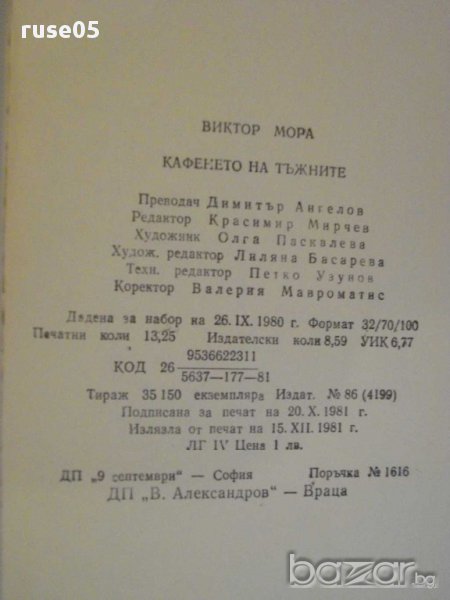 ruse05
ВИКТОР МОРА
КАФЕНЕТО НА ТЪЖНИТЕ
Преводач Димитър Ангелов
Редактор Красимир Мирчев
Художник Олга Паскалева
Худож. редактор Лиляна Басарева
Техн. редактор Петко Узунов
Коректор Валерия Мавроматис
Дадена за набор на 26. IX. 1980 г. Формат 32/70/100
Печатни коли 13,25 Издателски коли 8,59 УИК 6,77
9536622311
КОД 26
5637—177—81
Тираж 35 150 екземпляра Издат. № 86 (4199)
Подписана за печат на 20. X. 1981 г.
Излязла от печат на 15. XII. 1981 г.
ЛГ IV Цена 1 лв.
ДП „9 септември" — София Поръчка № 1616
ДП „В. Александров" — Враца
bazar.bg